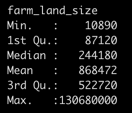 farm_land_size
Min.   :    10890
1st Qu.:    87120
Median :   244180
Mean   :   868472
3rd Qu.:   522720
Max.   :130680000